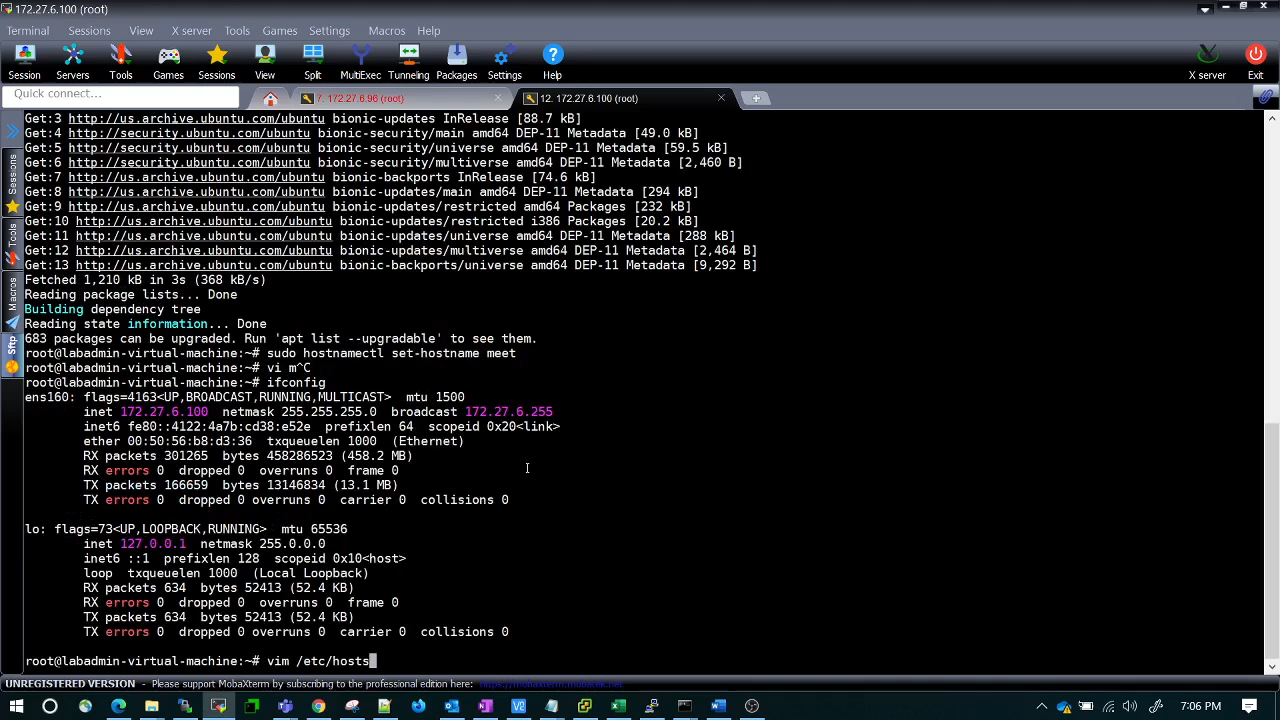 172.27.6.100 (root)
Terminal Sessions View X server Tools Games Settings Macros Help
Session Servers Tools Games Sessions View Split MultiExec Tunneling Packages Settings Help X server Exit
Quick connect...
7. 172.27.6.96 (root)
12. 172.27.6.100 (root)
Sessions
Tools
Macros
Sftp
Get:3 http://us.archive.ubuntu.com/ubuntu bionic-updates InRelease [88.7 kB]
Get:4 http://security.ubuntu.com/ubuntu bionic-security/main amd64 DEP-11 Metadata [49.0 kB]
Get:5 http://security.ubuntu.com/ubuntu bionic-security/universe amd64 DEP-11 Metadata [59.5 kB]
Get:6 http://security.ubuntu.com/ubuntu bionic-security/multiverse amd64 DEP-11 Metadata [2,460 B]
Get:7 http://us.archive.ubuntu.com/ubuntu bionic-backports InRelease [74.6 kB]
Get:8 http://us.archive.ubuntu.com/ubuntu bionic-updates/main amd64 DEP-11 Metadata [294 kB]
Get:9 http://us.archive.ubuntu.com/ubuntu bionic-updates/restricted amd64 Packages [232 kB]
Get:10 http://us.archive.ubuntu.com/ubuntu bionic-updates/restricted i386 Packages [20.2 kB]
Get:11 http://us.archive.ubuntu.com/ubuntu bionic-updates/universe amd64 DEP-11 Metadata [288 kB]
Get:12 http://us.archive.ubuntu.com/ubuntu bionic-updates/multiverse amd64 DEP-11 Metadata [2,464 B]
Get:13 http://us.archive.ubuntu.com/ubuntu bionic-backports/universe amd64 DEP-11 Metadata [9,292 B]
Fetched 1,210 kB in 3s (368 kB/s)
Reading package lists... Done
Building dependency tree
Reading state information... Done
683 packages can be upgraded. Run 'apt list --upgradable' to see them.
root@labadmin-virtual-machine:~# sudo hostnamectl set-hostname meet
root@labadmin-virtual-machine:~# vi m^C
root@labadmin-virtual-machine:~# ifconfig
ens160: flags=4163<UP,BROADCAST,RUNNING,MULTICAST> mtu 1500
inet 172.27.6.100 netmask 255.255.255.0 broadcast 172.27.6.255
inet6 fe80::4122:4a7b:cd38:e52e prefixlen 64 scopeid 0x20<link>
ether 00:50:56:b8:d3:36 txqueuelen 1000 (Ethernet)
RX packets 301265 bytes 458286523 (458.2 MB)
RX errors 0 dropped 0 overruns 0 frame 0
TX packets 166659 bytes 13146834 (13.1 MB)
TX errors 0 dropped 0 overruns 0 carrier 0 collisions 0
lo: flags=73<UP,LOOPBACK,RUNNING> mtu 65536
inet 127.0.0.1 netmask 255.0.0.0
inet6 ::1 prefixlen 128 scopeid 0x10<host>
loop txqueuelen 1000 (Local Loopback)
RX packets 634 bytes 52413 (52.4 KB)
RX errors 0 dropped 0 overruns 0 frame 0
TX packets 634 bytes 52413 (52.4 KB)
TX errors 0 dropped 0 overruns 0 carrier 0 collisions 0
root@labadmin-virtual-machine:~# vim /etc/hosts
UNREGISTERED VERSION - Please support MobaXterm by subscribing to the professional edition here: https://mobaxterm.mobatek.net
7:06 PM